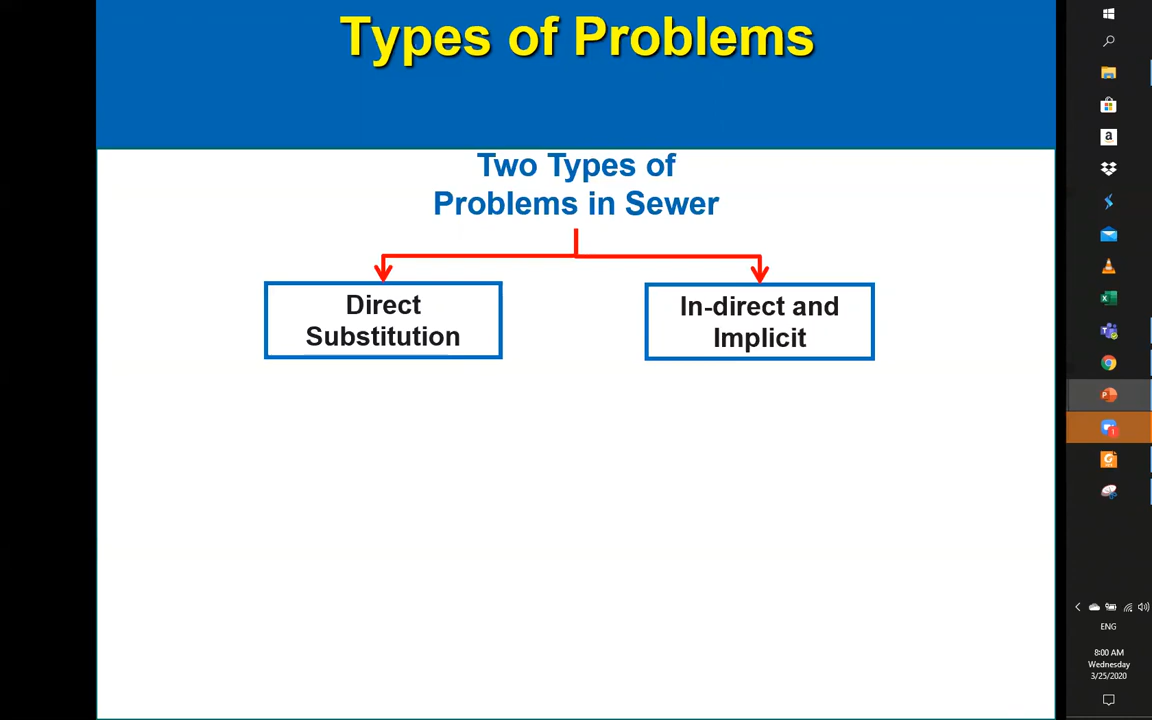 Types of Problems
Two Types of
Problems in Sewer
Direct
Substitution
In-direct and
Implicit
ENG
8:00 AM
Wednesday
3/25/2020